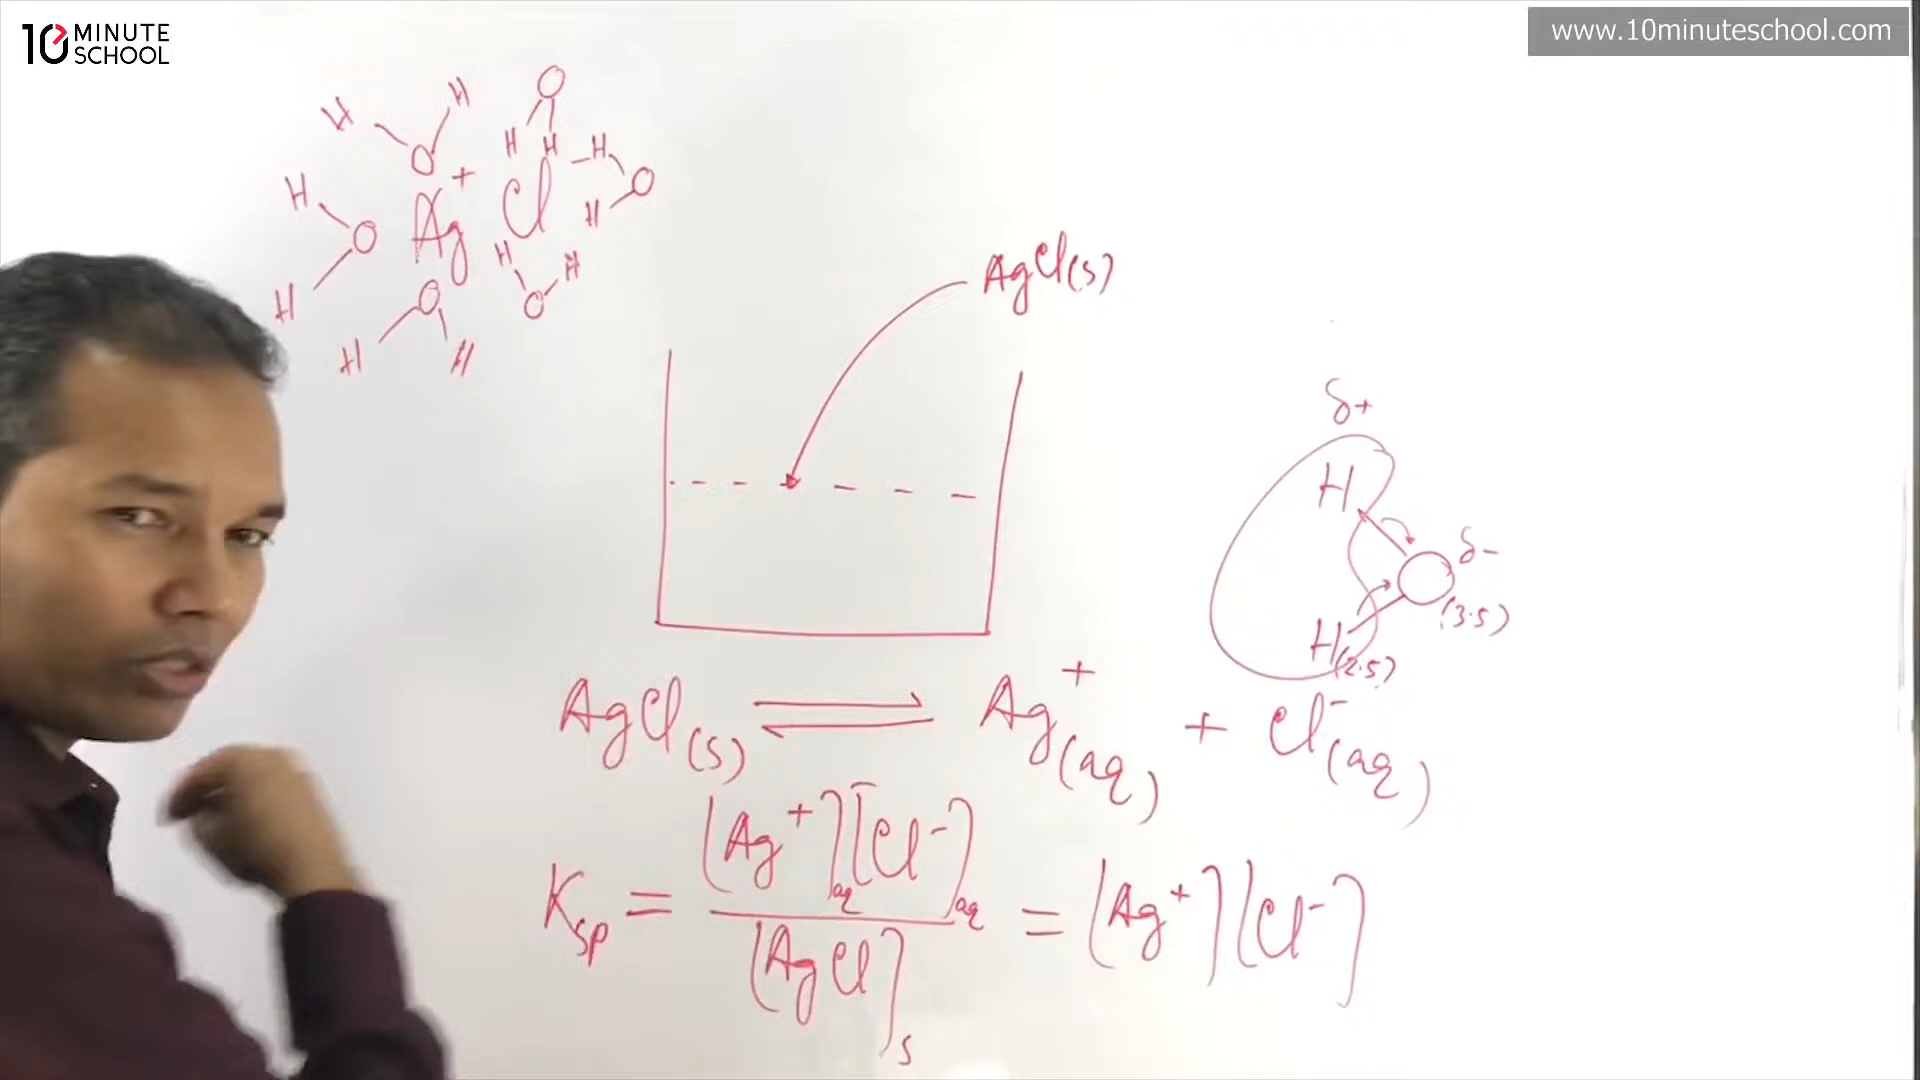 10 MINUTE SCHOOL
www.10minuteschool.com
H H O
O H H H O
H O Ag⁺ Cl H
H O H H O
H H
AgCl(s)
δ+
H
δ-
O (3.5)
H(2.5)
AgCl(s) ⇌ Ag⁺(aq) + Cl⁻(aq)
Ksp = [Ag⁺]aq[Cl⁻]aq / [AgCl]s = [Ag⁺][Cl⁻]